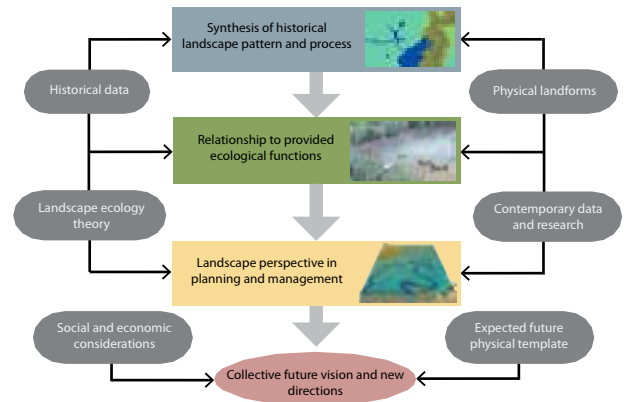 Synthesis of historical
landscape pattern and process
Historical data
Physical landforms
Relationship to provided
ecological functions
Landscape ecology
theory
Contemporary data
and research
Landscape perspective in
planning and management
Social and economic
considerations
Expected future
physical template
Collective future vision and new
directions